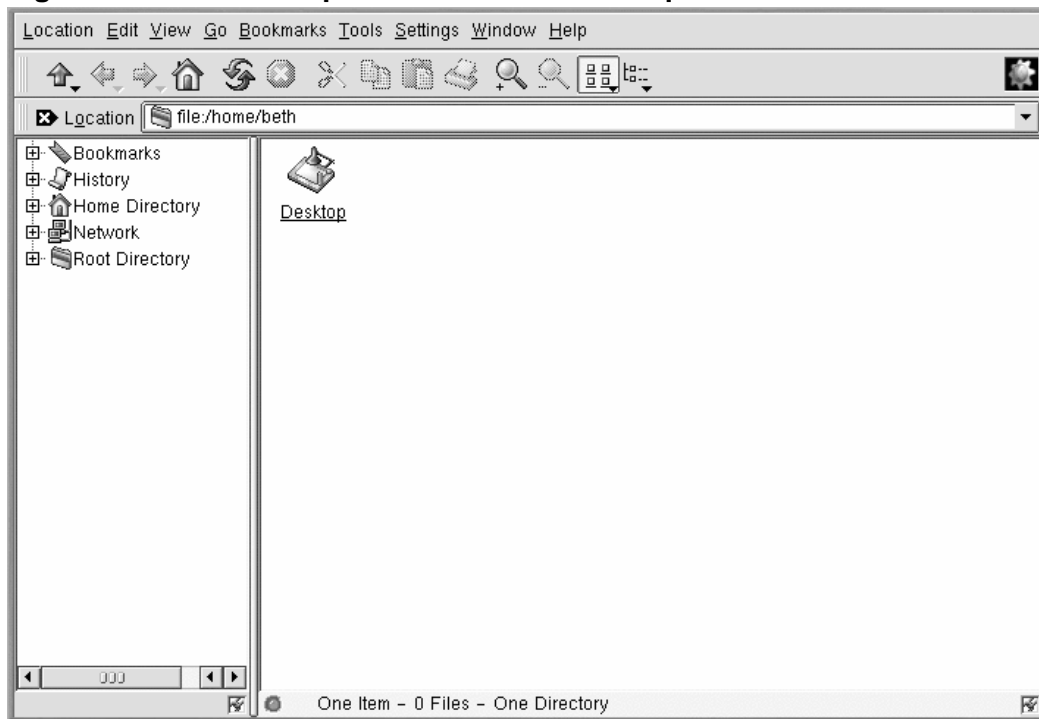 Location Edit View Go Bookmarks Tools Settings Window Help
Location file:/home/beth
Bookmarks
History
Home Directory
Network
Root Directory
Desktop
One Item – 0 Files – One Directory